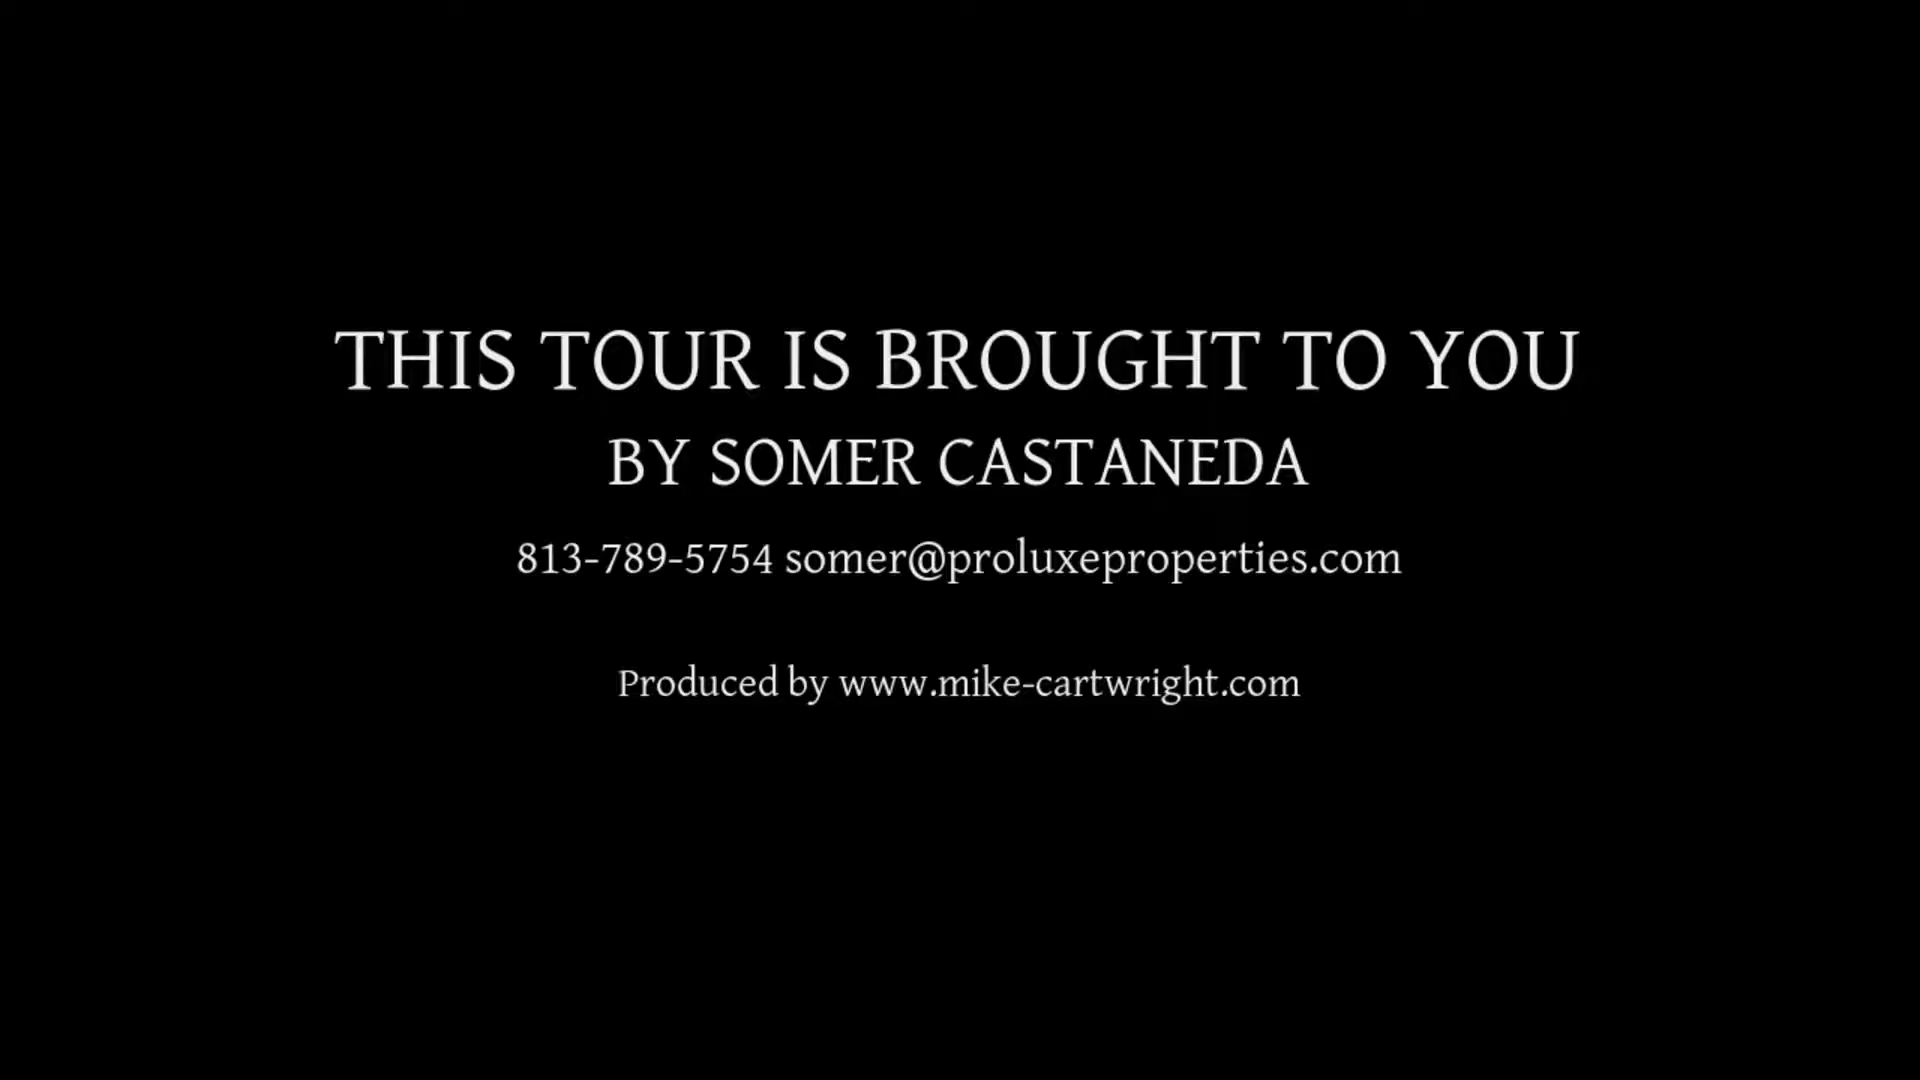 THIS TOUR IS BROUGHT TO YOU
BY SOMER CASTANEDA
813-789-5754 somer@proluxeproperties.com
Produced by www.mike-cartwright.com